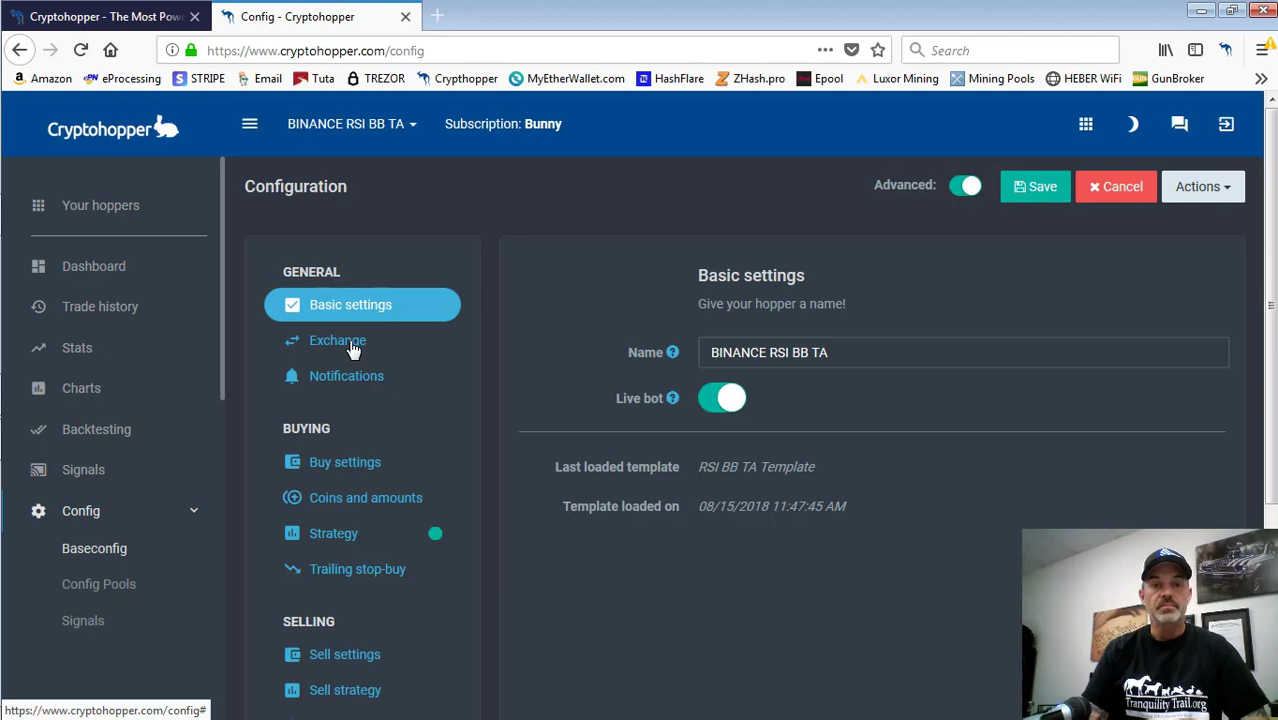 Cryptohopper - The Most Pow
Config - Cryptohopper
https://www.cryptohopper.com/config
Search
Amazon
ePN eProcessing
STRIPE
Email
Tuta
TREZOR
Crypthopper
MyEtherWallet.com
HashFlare
ZHash.pro
Epool
Luxor Mining
Mining Pools
HEBER WiFi
GunBroker
Cryptohopper
BINANCE RSI BB TA
Subscription: Bunny
Configuration
Advanced:
Save
Cancel
Actions
Your hoppers
Dashboard
Trade history
Stats
Charts
Backtesting
Signals
Config
Baseconfig
Config Pools
Signals
GENERAL
Basic settings
Exchange
Notifications
BUYING
Buy settings
Coins and amounts
Strategy
Trailing stop-buy
SELLING
Sell settings
Sell strategy
Basic settings
Give your hopper a name!
Name
BINANCE RSI BB TA
Live bot
Last loaded template
RSI BB TA Template
Template loaded on
08/15/2018 11:47:45 AM
Tranquility Trail.org
https://www.cryptohopper.com/config#